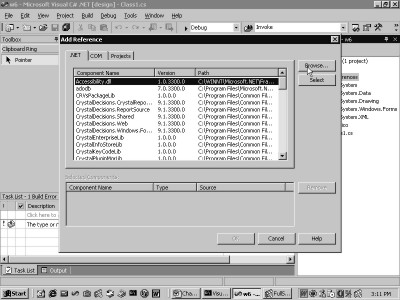 w6 - Microsoft Visual C# .NET [design] - Class1.cs
File Edit View Project Build Debug Tools Window Help
Debug
Invoke
Toolbox
Clipboard Ring
Pointer
Add Reference
.NET COM Projects
Component Name Version Path
Accessibility.dll 1.0.3300.0 C:\WINNT\Microsoft.NET\Fra...
adodb 7.0.3300.0 C:\Program Files\Microsoft.N...
CRVsPackageLib 1.0.0.0 C:\Program Files\Common Fil...
CrystalDecisions.CrystalRepo... 9.1.3300.0 C:\Program Files\Common Fil...
CrystalDecisions.ReportSource 9.1.3300.0 C:\Program Files\Common Fil...
CrystalDecisions.Shared 9.1.3300.0 C:\Program Files\Common Fil...
CrystalDecisions.Web 9.1.3300.0 C:\Program Files\Common Fil...
CrystalDecisions.Windows.Fo... 9.1.3300.0 C:\Program Files\Common Fil...
CrystalEnterpriseLib 1.0.0.0 C:\Program Files\Common Fil...
CrystalInfoStoreLib 1.0.0.0 C:\Program Files\Common Fil...
CrystalKeyCodeLib 1.0.0.0 C:\Program Files\Common Fil...
CrystalPluginMgrLib 1.0.0.0 C:\Program Files\Common Fil...
Browse...
Select
Selected Components:
Component Name Type Source
Remove
OK Cancel Help
- w6
(1 project)
erences
System
System.Data
System.Drawing
System.Windows.Forms
System.XML
.ico
s1.cs
Task List - 1 Build Error
! Description
Click here to
The type or n
Task List Output
Start
Cha...
Visu...
w6 - ...
FullS...
3:11 PM